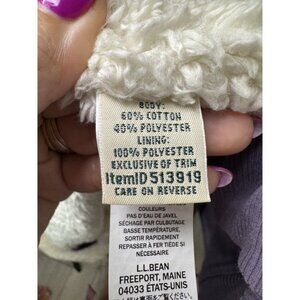 BODY:
60% COTTON
40% POLYESTER
LINING:
100% POLYESTER
EXCLUSIVE OF TRIM
ItemID 513919
CARE ON REVERSE
COULEURS
PAS D'EAU DE JAVEL
SÉCHAGE PAR CULBUTAGE
BASSE TEMPÉRATURE,
SORTIR RAPIDEMENT
REPASSER À FER TIÈDE SI
NÉCESSAIRE
L.L.BEAN
FREEPORT, MAINE
04033 ÉTATS-UNIS